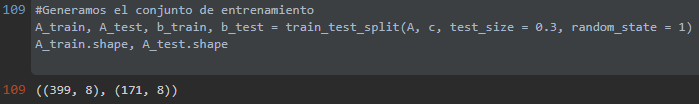 109 #Generamos el conjunto de entrenamiento
A_train, A_test, b_train, b_test = train_test_split(A, c, test_size = 0.3, random_state = 1)
A_train.shape, A_test.shape
109 ((399, 8), (171, 8))